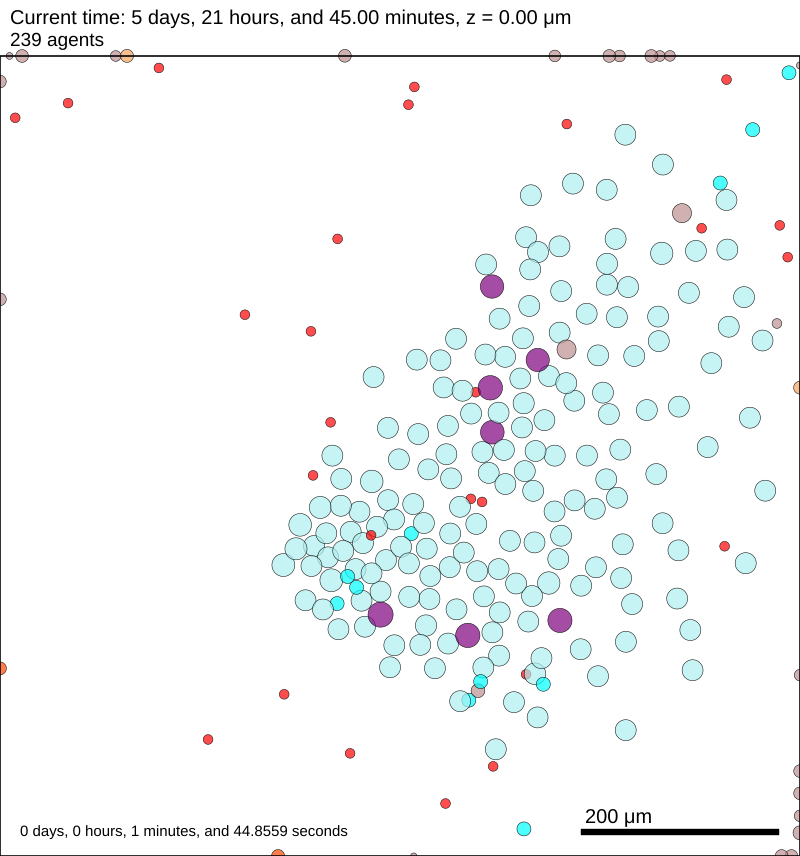 Current time: 5 days, 21 hours, and 45.00 minutes, z = 0.00 μm
239 agents
200 μm
0 days, 0 hours, 1 minutes, and 44.8559 seconds